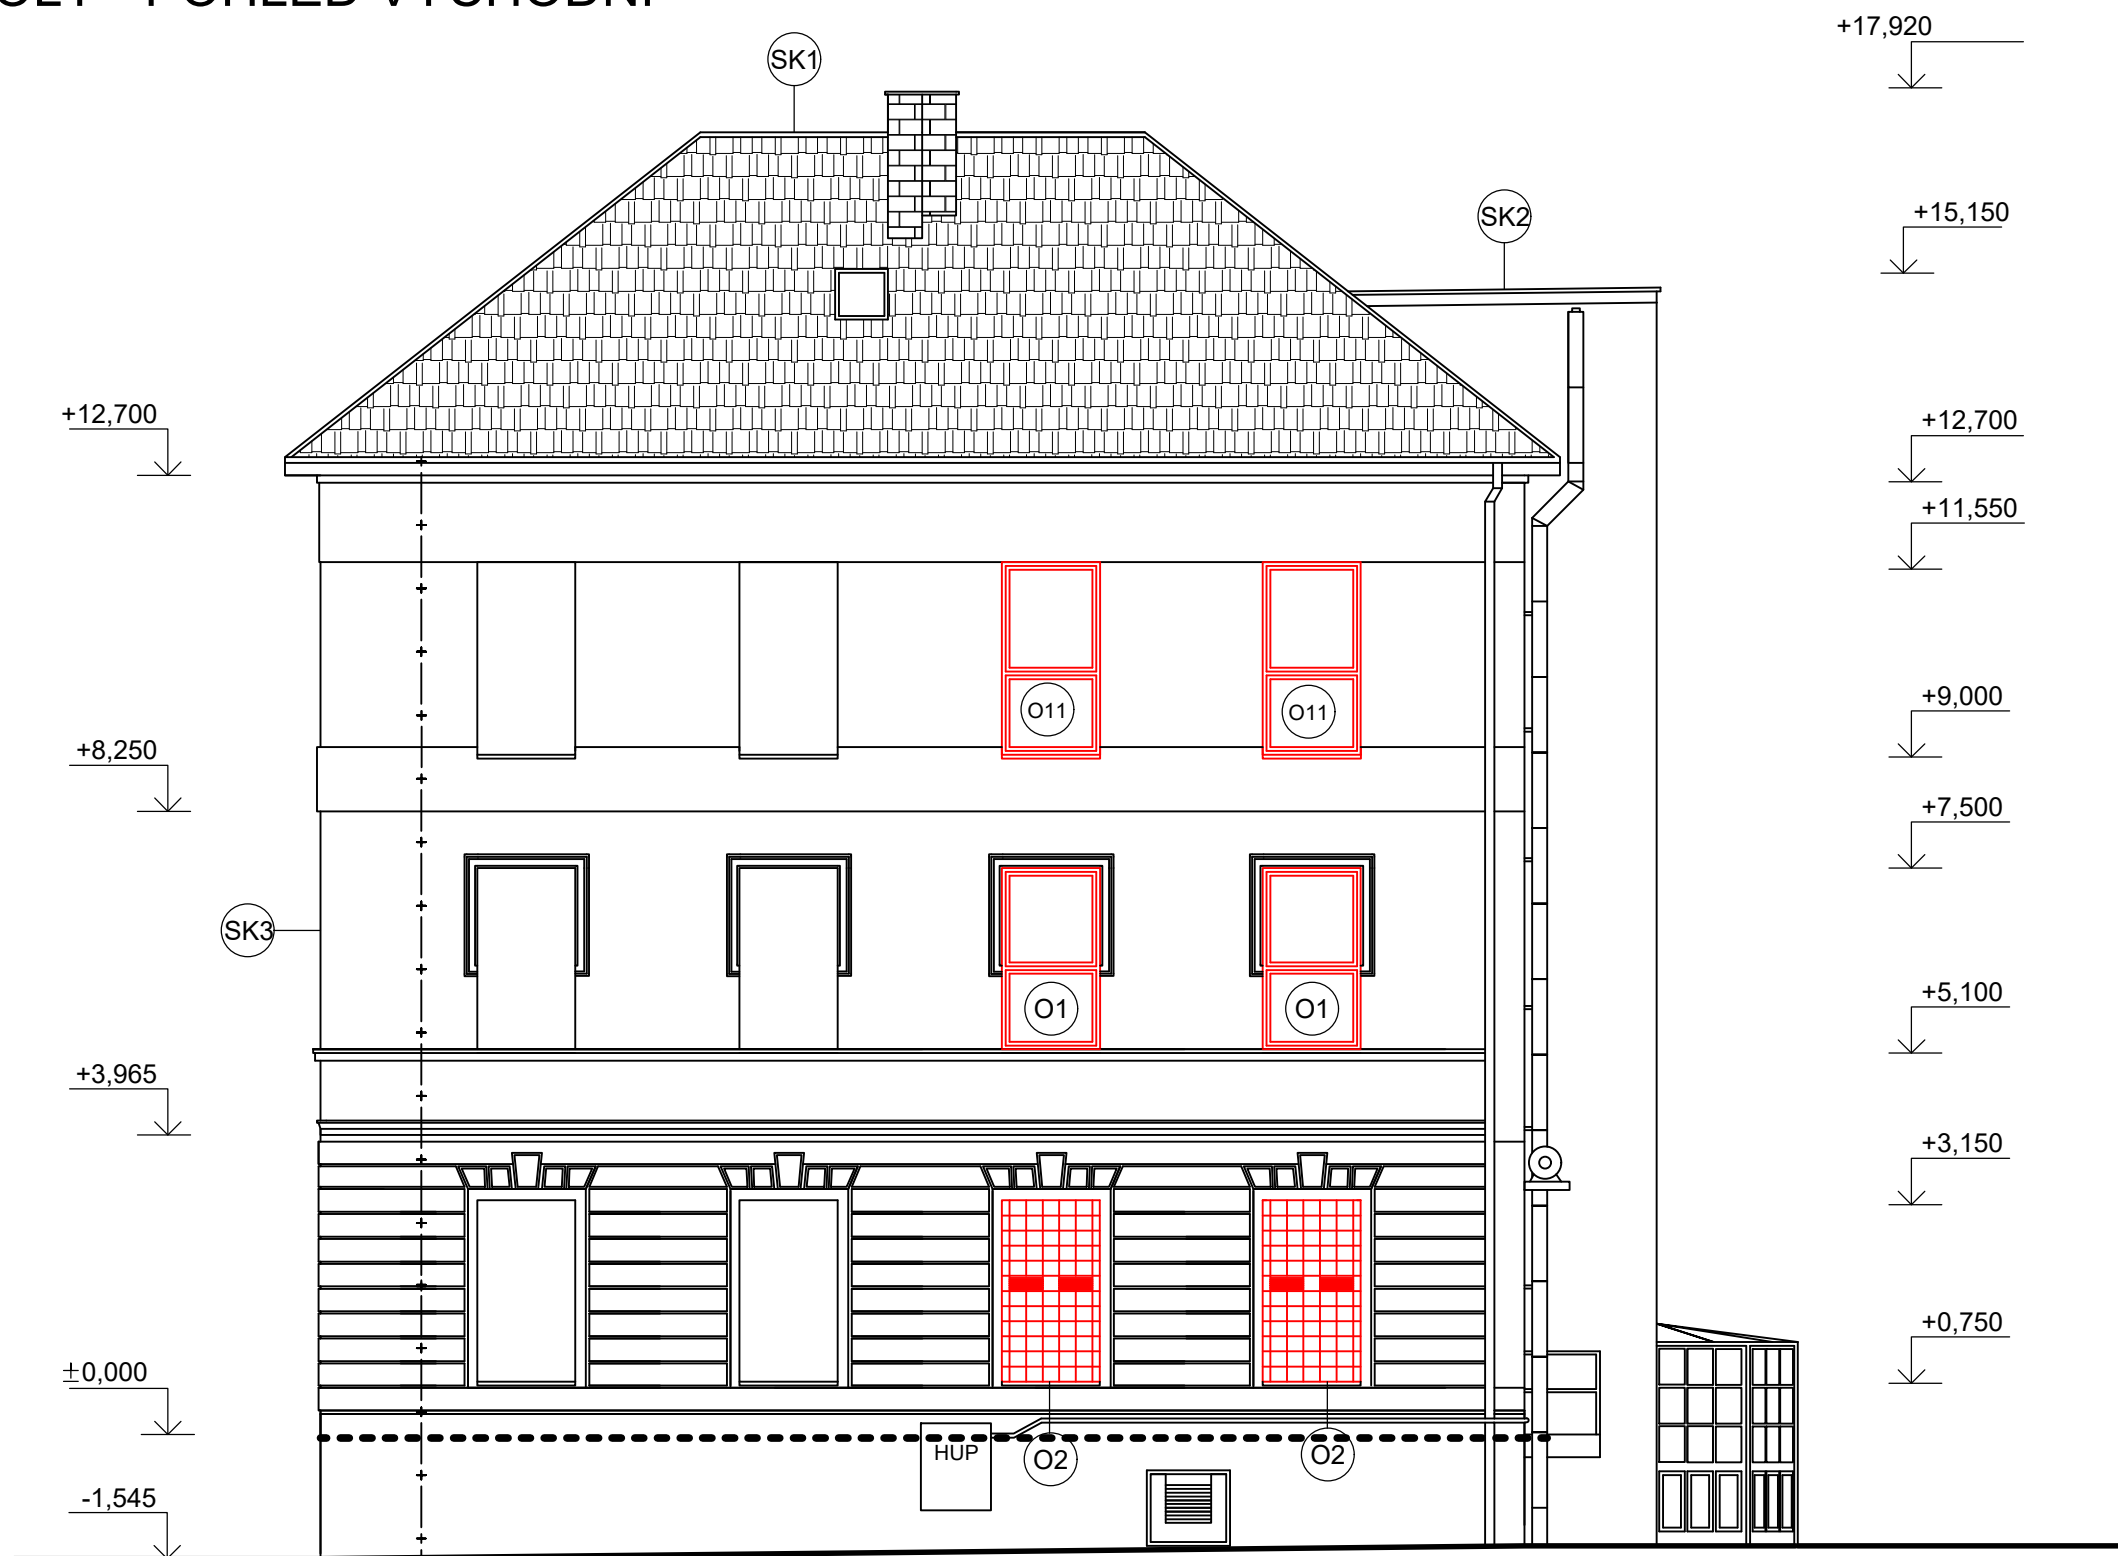 POHLED VÝCHODNÍ
+17,920
SK1
+15,150
SK2
+12,700
+12,700
+11,550
O11
O11
+9,000
+8,250
+7,500
SK3
O1
O1
+5,100
+3,965
+3,150
+0,750
±0,000
HUP
O2
O2
-1,545